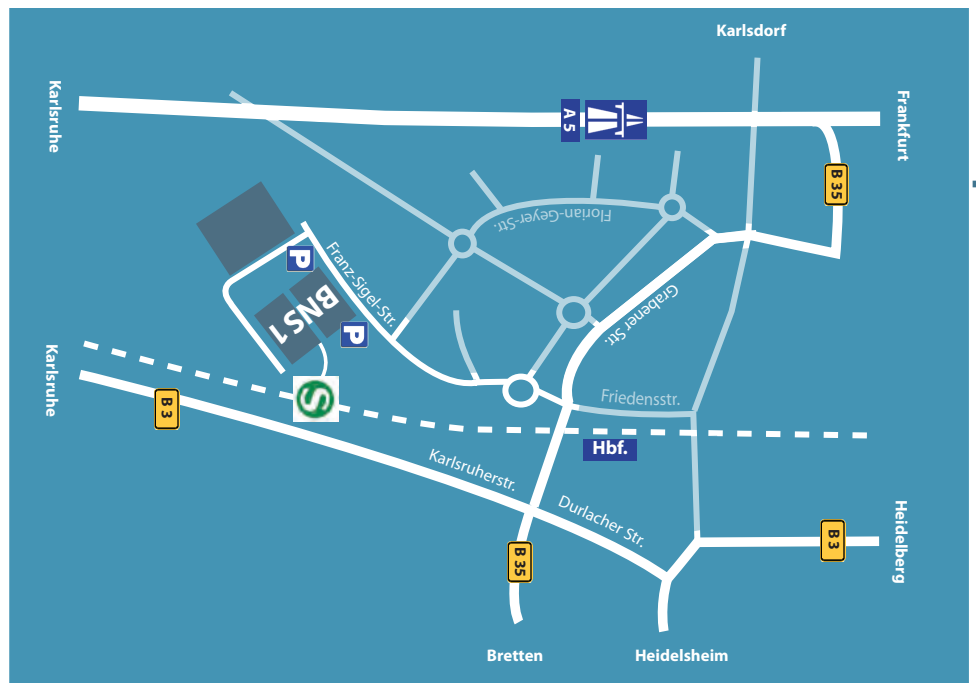 Karlsdorf
Karlsruhe
A 5
Frankfurt
B 35
Florian-Geyer-Str.
Franz-Sigel-Str.
P
BNS 1
P
Grabener Str.
Karlsruhe
B 3
S
Friedensstr.
Hbf.
Karlsruherstr.
Durlacher Str.
B 35
B 3
Heidelberg
Bretten
Heidelsheim